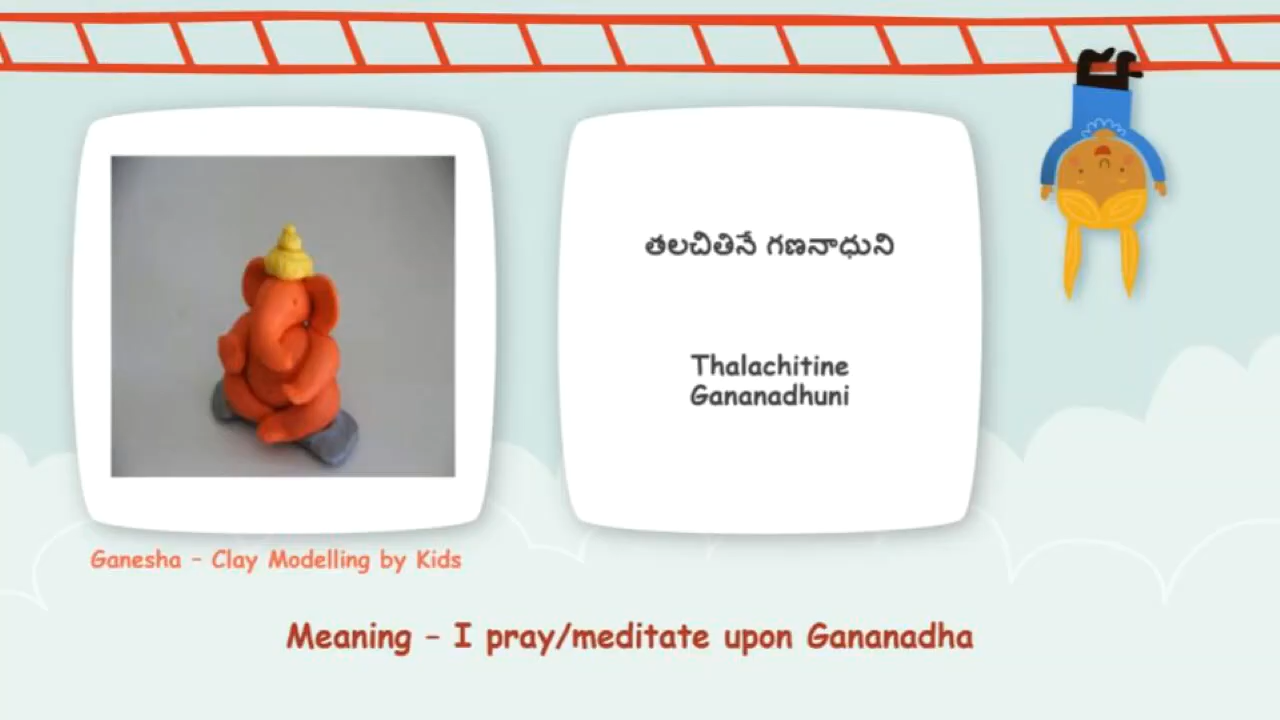 తలచితినే గణనాధుని
Thalachitine
Gananadhuni
Ganesha - Clay Modelling by Kids
Meaning - I pray/meditate upon Gananadha